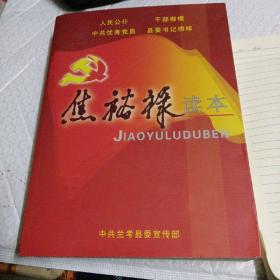 人民公仆 干部楷模
中共优秀党员 县委书记榜样
焦裕禄读本
JIAOYULUDUBEN
中共兰考县委宣传部